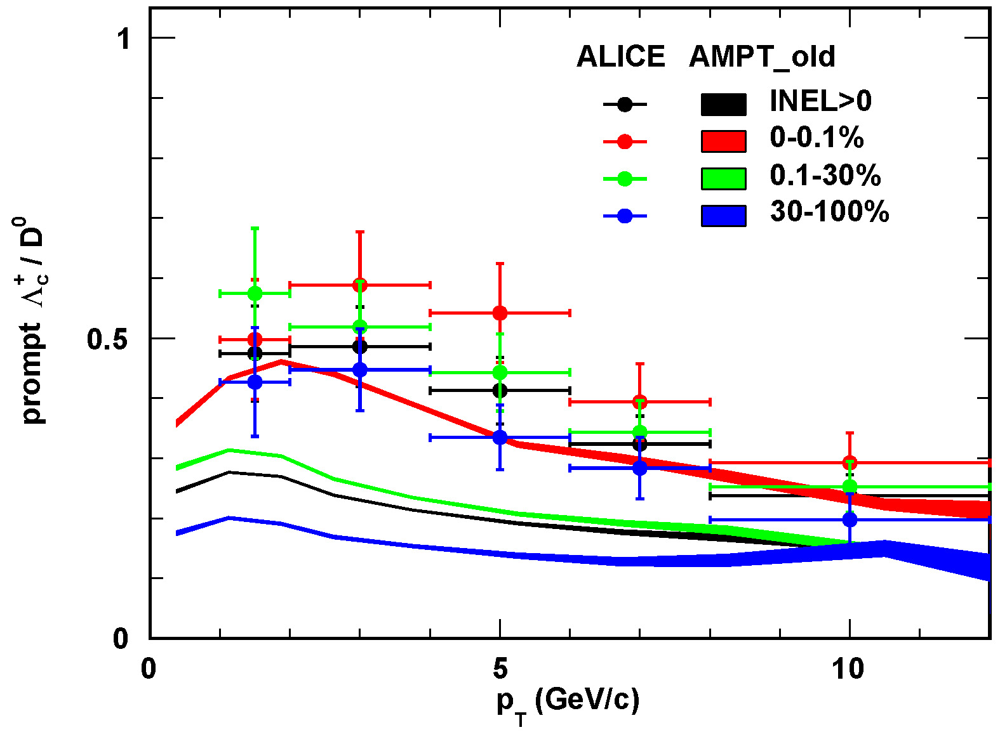 1
0.5
0
ALICE AMPT_old
INEL>0
0-0.1%
0.1-30%
30-100%
prompt Λc+ / D0
0 5 10
pT (GeV/c)